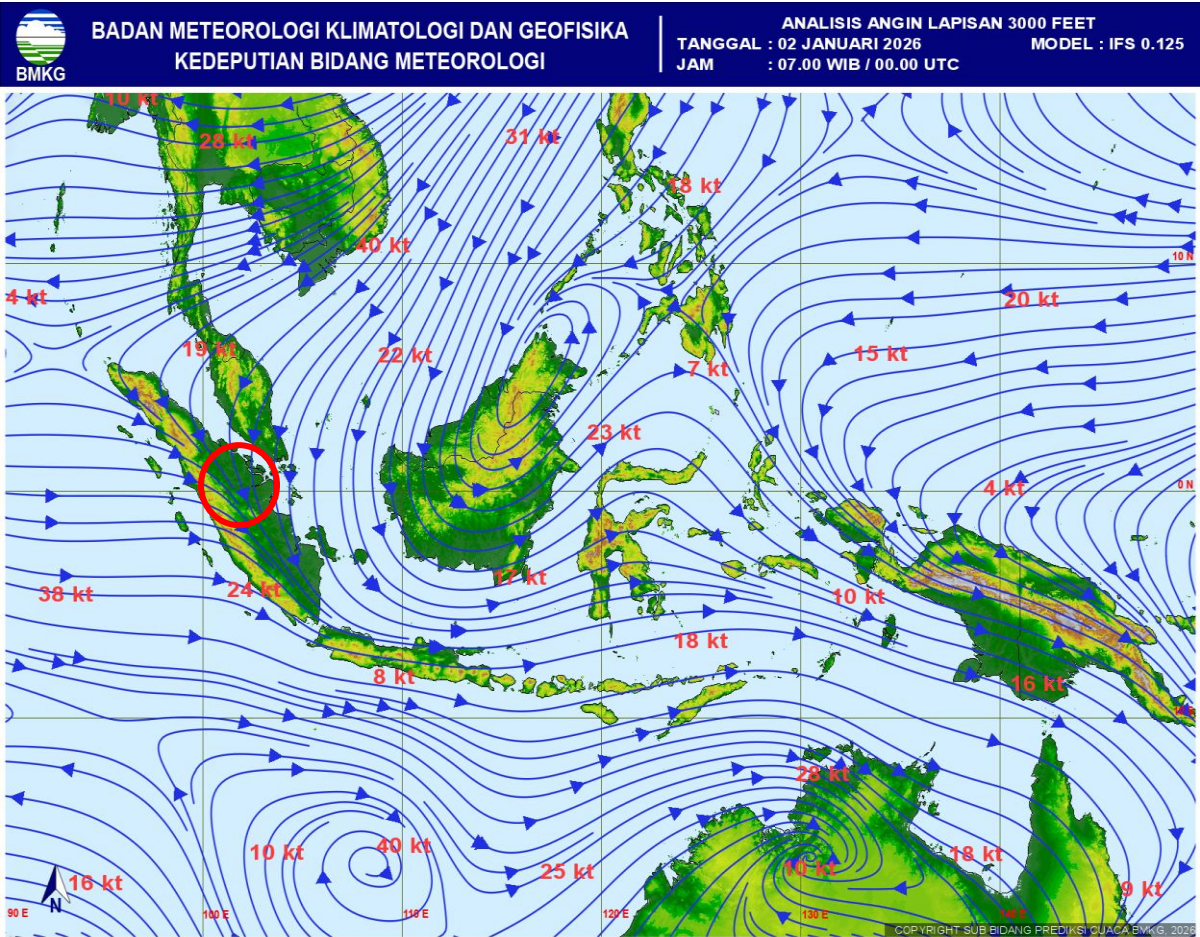 BADAN METEOROLOGI KLIMATOLOGI DAN GEOFISIKA
KEDEPUTIAN BIDANG METEOROLOGI
BMKG
ANALISIS ANGIN LAPISAN 3000 FEET
TANGGAL : 02 JANUARI 2026 MODEL : IFS 0.125
JAM : 07.00 WIB / 00.00 UTC
10 kt
28 kt
31 kt
18 kt
40 kt
10 N
4 kt
20 kt
19 kt
22 kt
15 kt
7 kt
23 kt
0 N
4 kt
17 kt
24 kt
38 kt
10 kt
18 kt
8 kt
16 kt
28 kt
10 kt
40 kt
18 kt
10 kt
25 kt
16 kt
9 kt
N
90 E
100 E
110 E
120 E
130 E
140 E
COPYRIGHT SUB BIDANG PREDIKSI CUACA BMKG, 2026